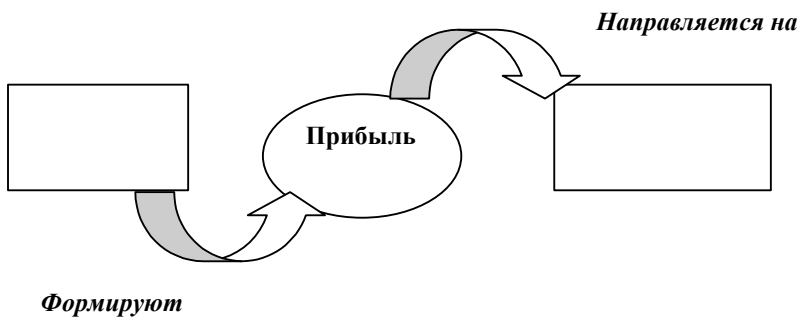 Направляется на
Прибыль
Формируют